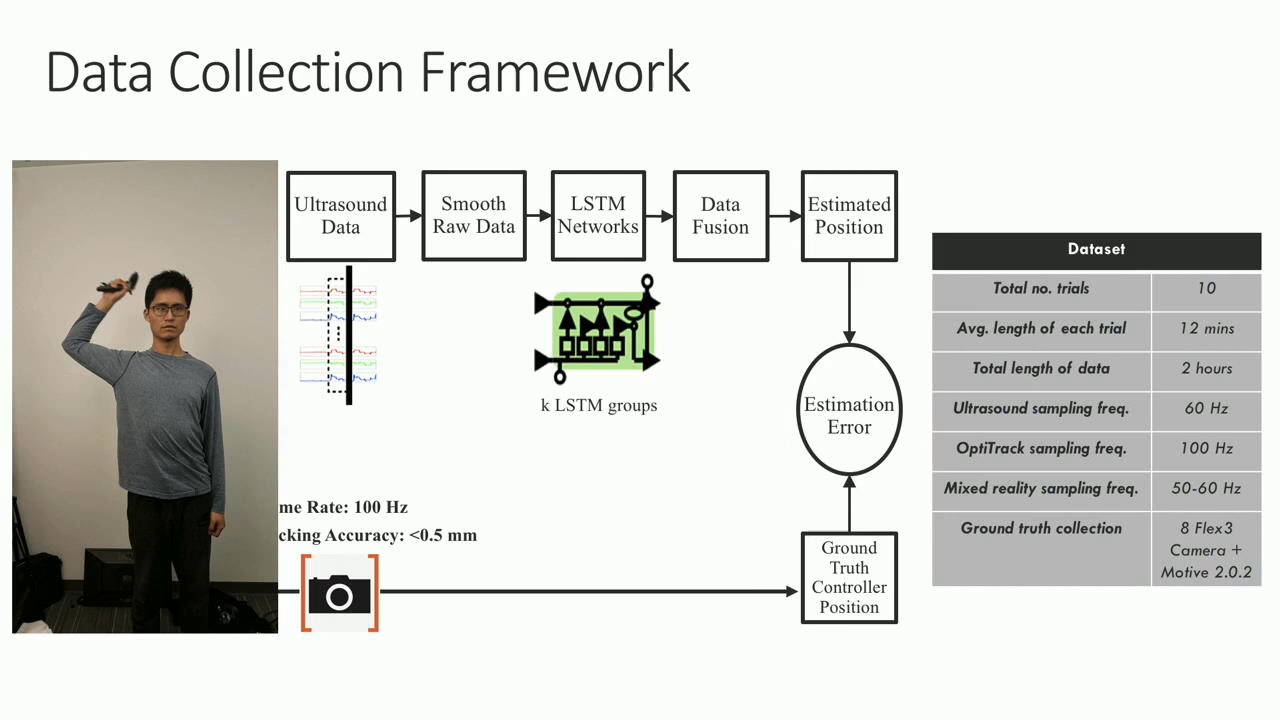 Data Collection Framework
Ultrasound
Data
Smooth
Raw Data
LSTM
Networks
Data
Fusion
Estimated
Position
k LSTM groups
Estimation
Error
me Rate: 100 Hz
cking Accuracy: <0.5 mm
Ground
Truth
Controller
Position
Dataset
Total no. trials 10
Avg. length of each trial 12 mins
Total length of data 2 hours
Ultrasound sampling freq. 60 Hz
OptiTrack sampling freq. 100 Hz
Mixed reality sampling freq. 50-60 Hz
Ground truth collection 8 Flex3
Camera +
Motive 2.0.2